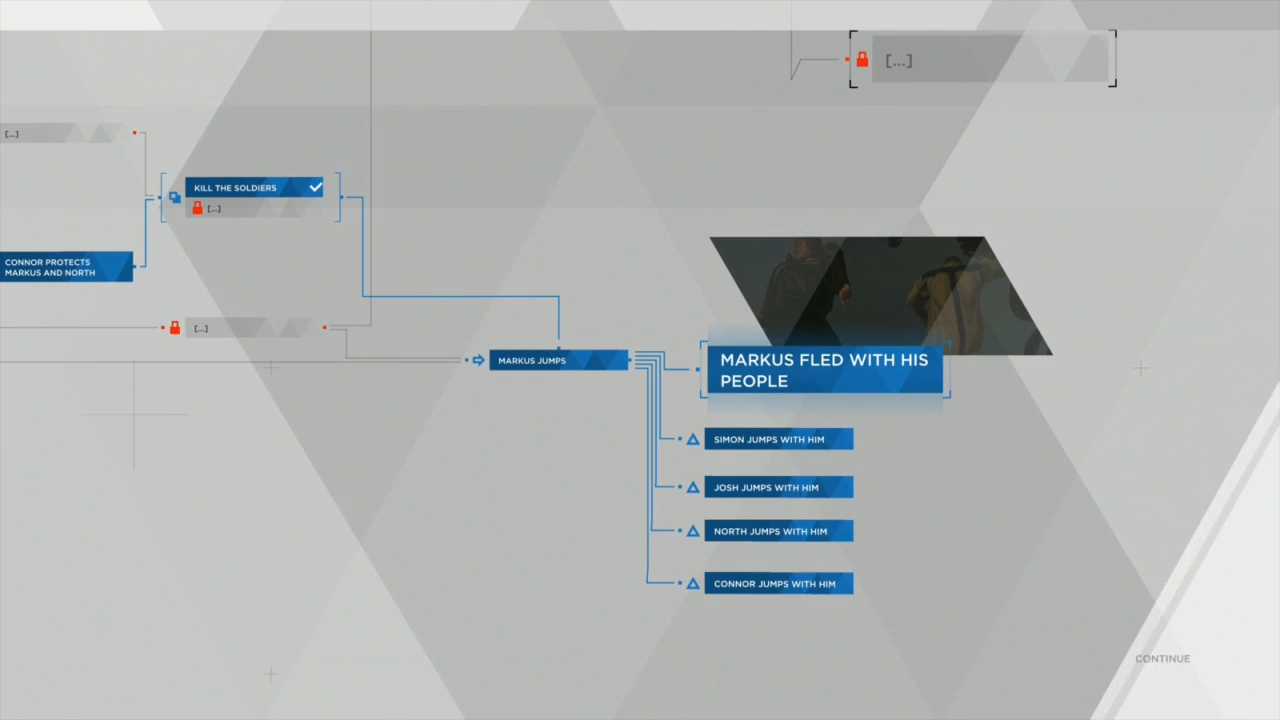 [...]
[...]
KILL THE SOLDIERS
[...]
CONNOR PROTECTS
MARKUS AND NORTH
[...]
MARKUS JUMPS
MARKUS FLED WITH HIS
PEOPLE
SIMON JUMPS WITH HIM
JOSH JUMPS WITH HIM
NORTH JUMPS WITH HIM
CONNOR JUMPS WITH HIM
CONTINUE